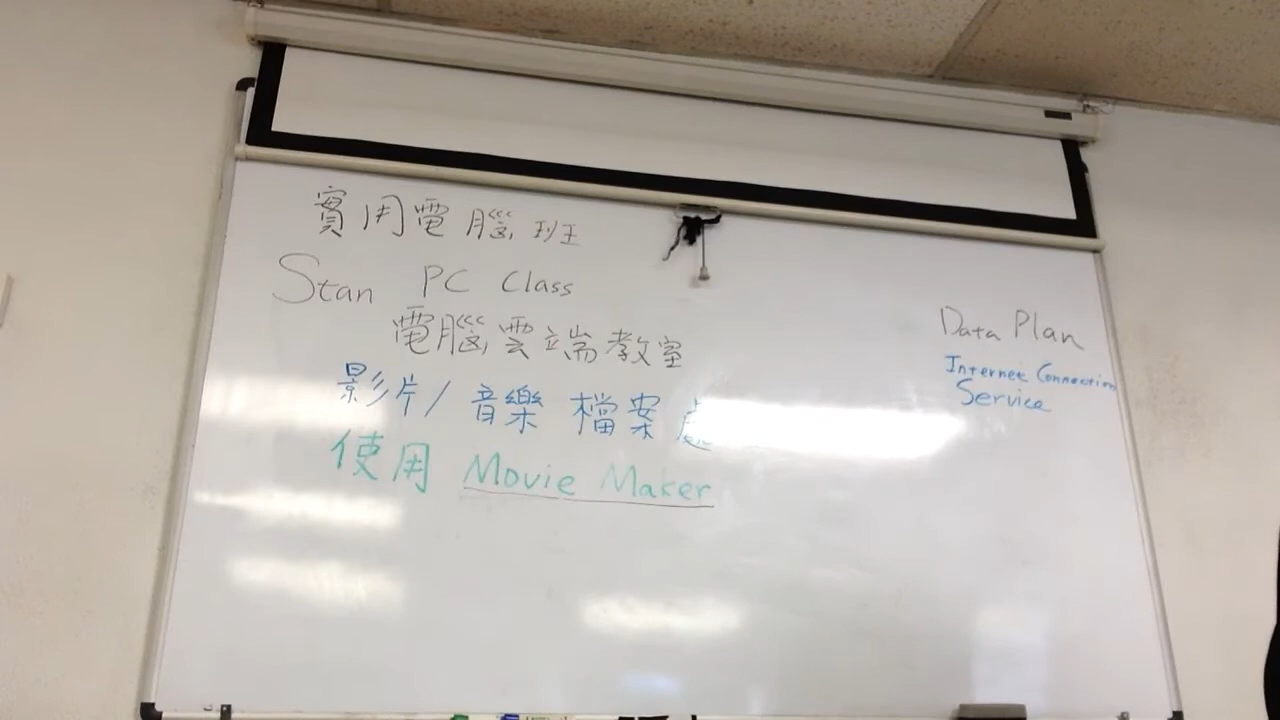 實用電腦班
Stan PC Class
電腦雲端教室
影片/音樂 檔案處
使用 Movie Maker
Data Plan
Internet Connection
Service